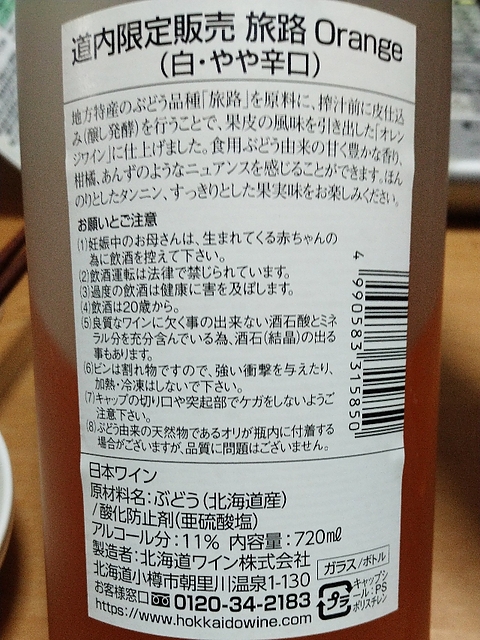 道内限定販売 旅路 Orange
(白・やや辛口)
地方特産のぶどう品種「旅路」を原料に、搾汁前に皮仕込
み(醸し発酵)を行うことで、果皮の風味を引き出した「オレン
ジワイン」に仕上げました。食用ぶどう由来の甘く豊かな香り、
柑橘、あんずのようなニュアンスを感じることができます。ほん
のりとしたタンニン、すっきりとした果実味をお楽しみください。
お願いとご注意
(1)妊娠中のお母さんは、生まれてくる赤ちゃんの
為に飲酒を控えて下さい。
(2)飲酒運転は法律で禁じられています。
(3)過度の飲酒は健康に害を及ぼします。
(4)飲酒は20歳から。
(5)良質なワインに欠く事の出来ない酒石酸とミネ
ラル分を充分含んでいる為、酒石(結晶)の出る
事もあります。
(6)ビンは割れ物ですので、強い衝撃を与えたり、
加熱・冷凍はしないで下さい。
(7)キャップの切り口や突起部でケガをしないようご
注意下さい。
(8)ぶどう由来の天然物であるオリが瓶内に付着する
場合がございますが、品質に問題はございません。
4 990583 315850
日本ワイン
原材料名:ぶどう(北海道産)
/酸化防止剤(亜硫酸塩)
アルコール分:11% 内容量:720ml
製造者:北海道ワイン株式会社
北海道小樽市朝里川温泉1-130
お客様窓口 0120-34-2183
https://www.hokkaidowine.com
ガラス/ボトル
プラ
キャップシ
ール:PS
ポリスチレン